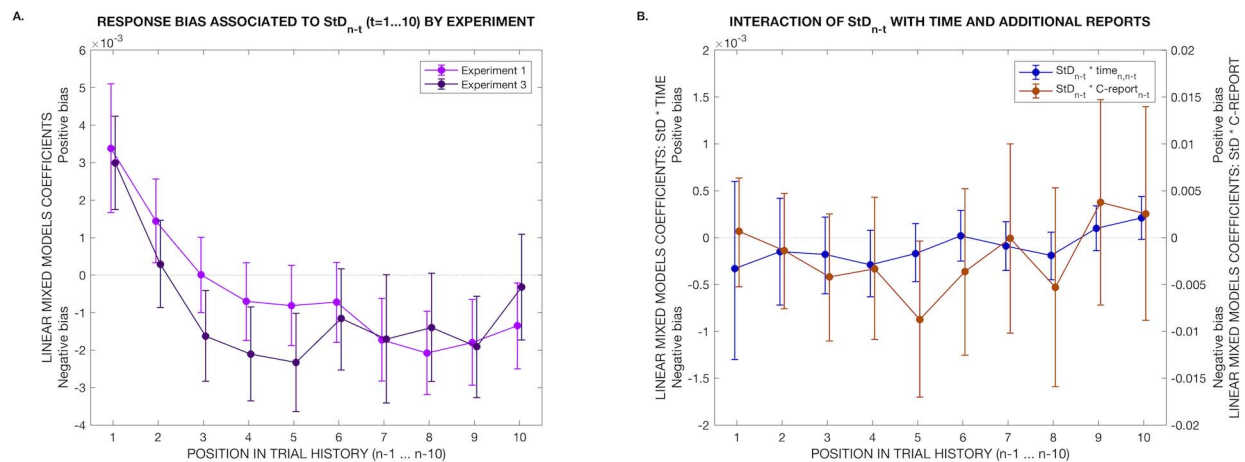 A.
RESPONSE BIAS ASSOCIATED TO StD n-t (t=1...10) BY EXPERIMENT
×10⁻³
6
5
4
3
2
1
0
-1
-2
-3
-4
LINEAR MIXED MODELS COEFFICIENTS
Negative bias
Positive bias
Experiment 1
Experiment 3
1 2 3 4 5 6 7 8 9 10
POSITION IN TRIAL HISTORY (n-1 ... n-10)
B.
INTERACTION OF StD n-t WITH TIME AND ADDITIONAL REPORTS
×10⁻³
2
1.5
1
0.5
0
-0.5
-1
-1.5
-2
LINEAR MIXED MODELS COEFFICIENTS: StD * TIME
Negative bias
Positive bias
StD n-t * time n,n-t
StD n-t * C-report n-t
0.02
0.015
0.01
0.005
0
-0.005
-0.01
-0.015
-0.02
Negative bias
Positive bias
LINEAR MIXED MODELS COEFFICIENTS: StD * C-REPORT
1 2 3 4 5 6 7 8 9 10
POSITION IN TRIAL HISTORY (n-1 ... n-10)